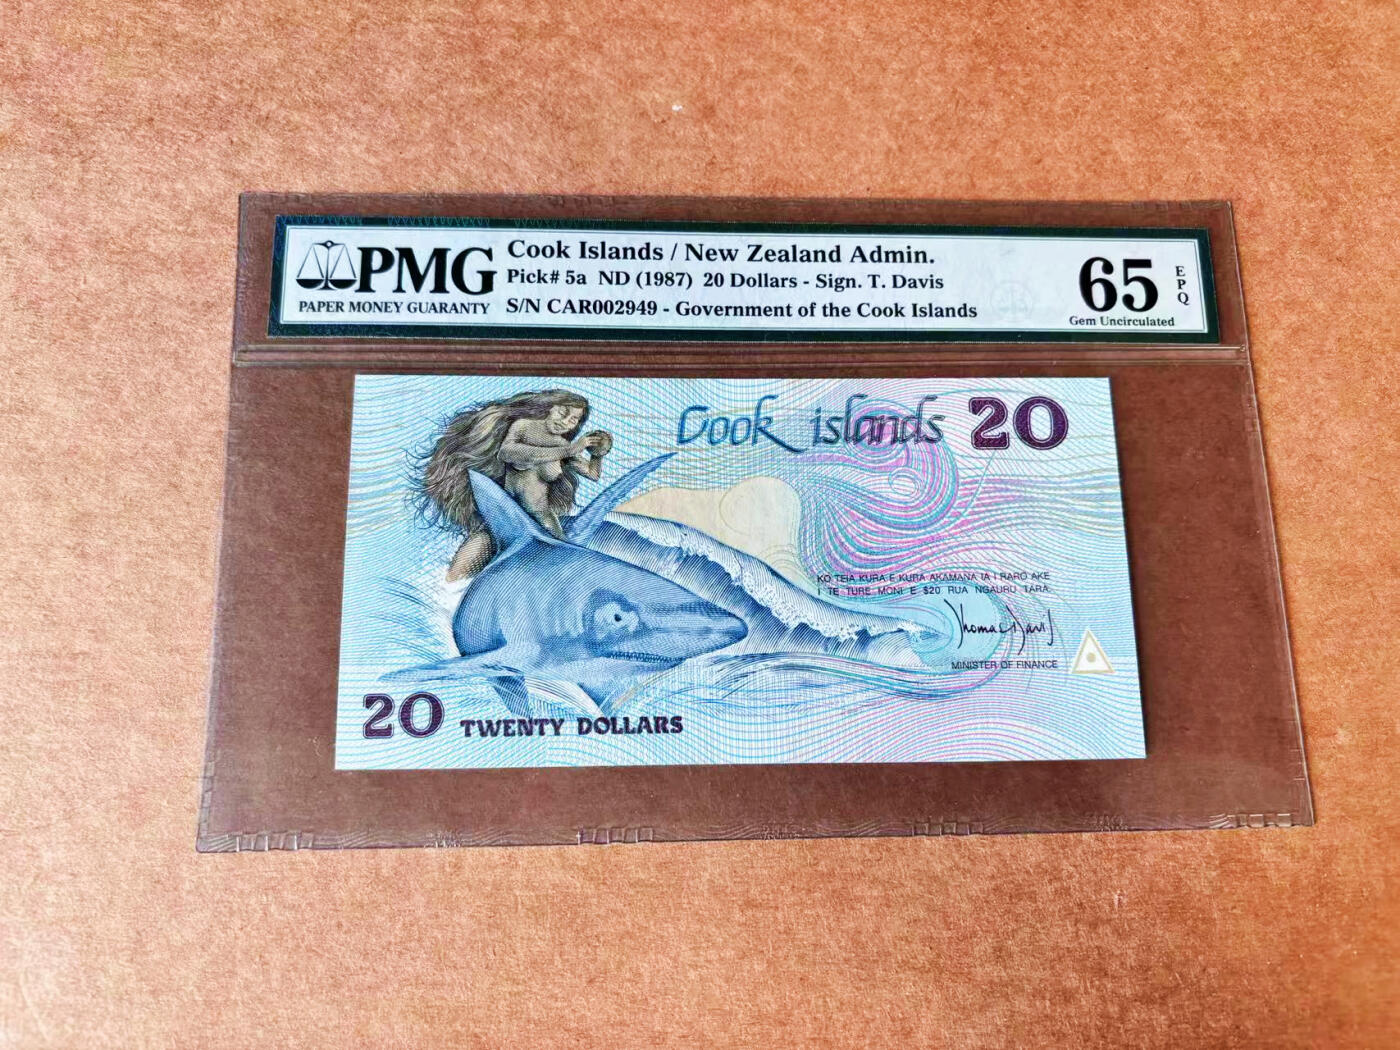 PMG
PAPER MONEY GUARANTY
Cook Islands / New Zealand Admin.
Pick# 5a ND (1987) 20 Dollars - Sign. T. Davis
S/N CAR002949 - Government of the Cook Islands
65
EPQ
Gem Uncirculated
Cook islands 20
KO TEIA KURA E KURA AKAMANA IA I RARO AKE
I TE TURE MONI E $20 RUA NGAURU TARA.
Thomas Davis
MINISTER OF FINANCE
20 TWENTY DOLLARS